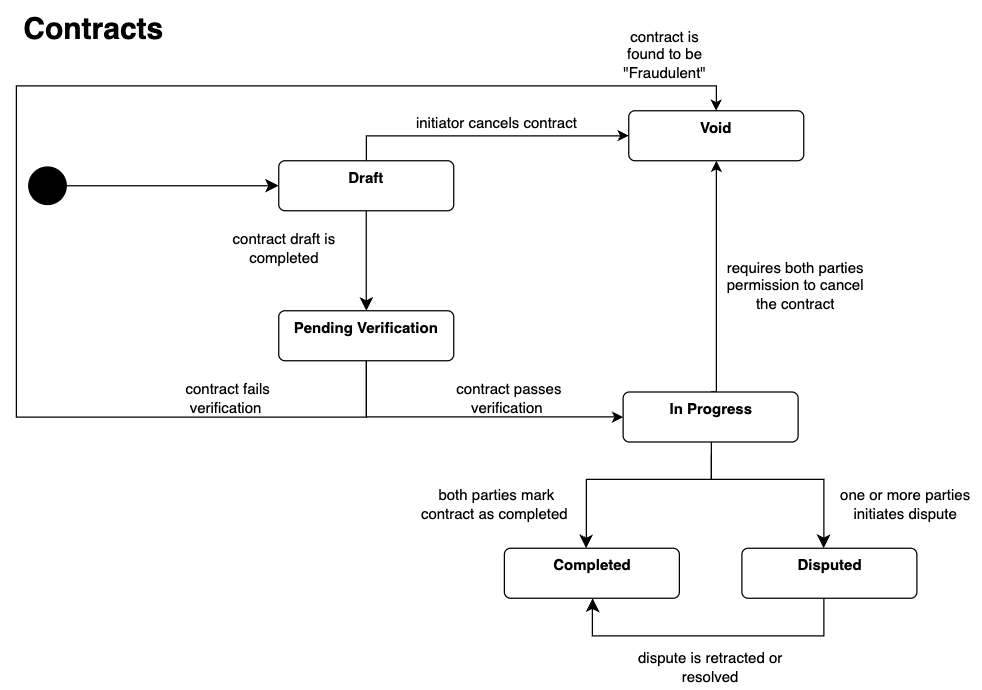 Contracts
contract is
found to be
"Fraudulent"
initiator cancels contract
Void
Draft
contract draft is
completed
requires both parties
permission to cancel
the contract
Pending Verification
contract fails
verification
contract passes
verification
In Progress
both parties mark
contract as completed
one or more parties
initiates dispute
Completed
Disputed
dispute is retracted or
resolved